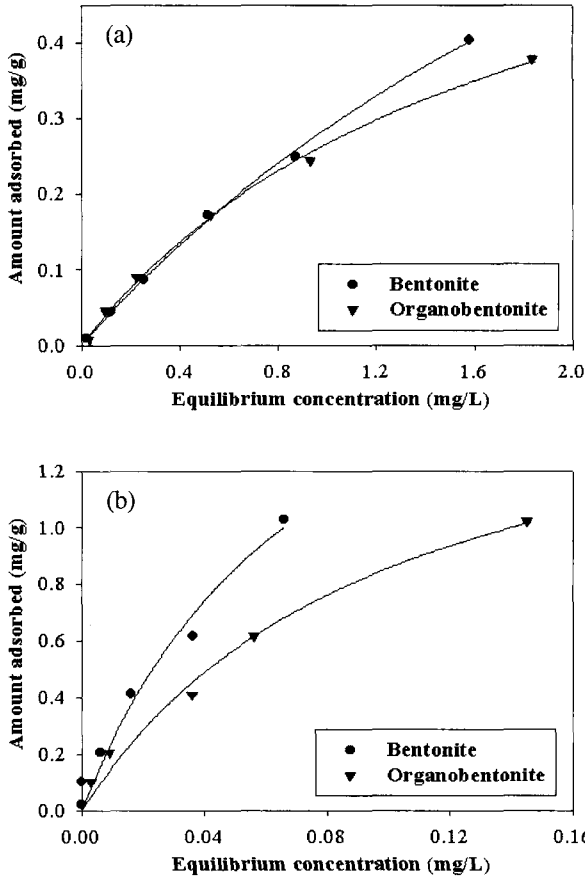 (a)
0.4
0.3
0.2
0.1
0.0
Amount adsorbed (mg/g)
Bentonite
Organobentonite
0.0 0.4 0.8 1.2 1.6 2.0
Equilibrium concentration (mg/L)
(b)
1.2
1.0
0.8
0.6
0.4
0.2
0.0
Amount adsorbed (mg/g)
Bentonite
Organobentonite
0.00 0.04 0.08 0.12 0.16
Equilibrium concentration (mg/L)